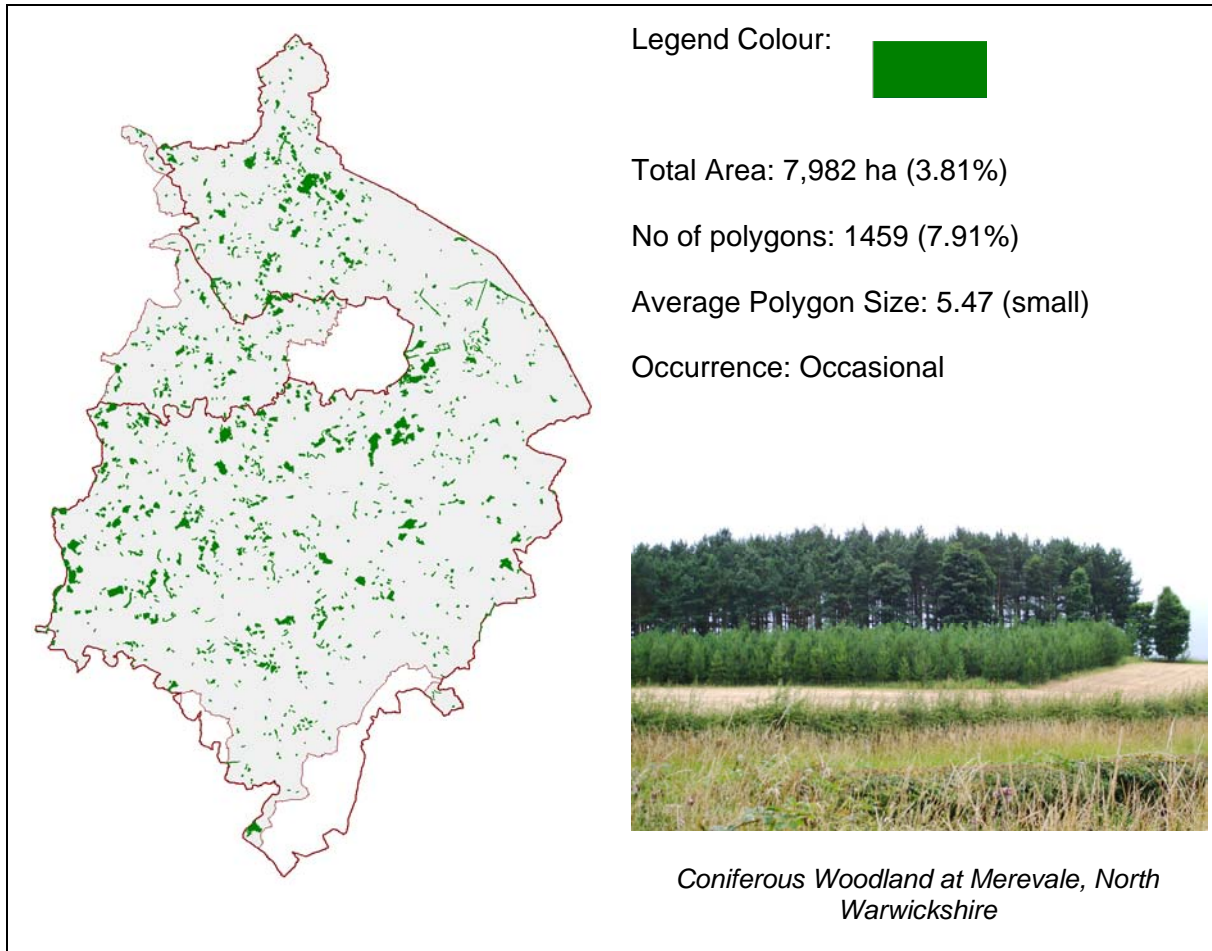 Legend Colour:
Total Area: 7,982 ha (3.81%)
No of polygons: 1459 (7.91%)
Average Polygon Size: 5.47 (small)
Occurrence: Occasional
Coniferous Woodland at Merevale, North
Warwickshire